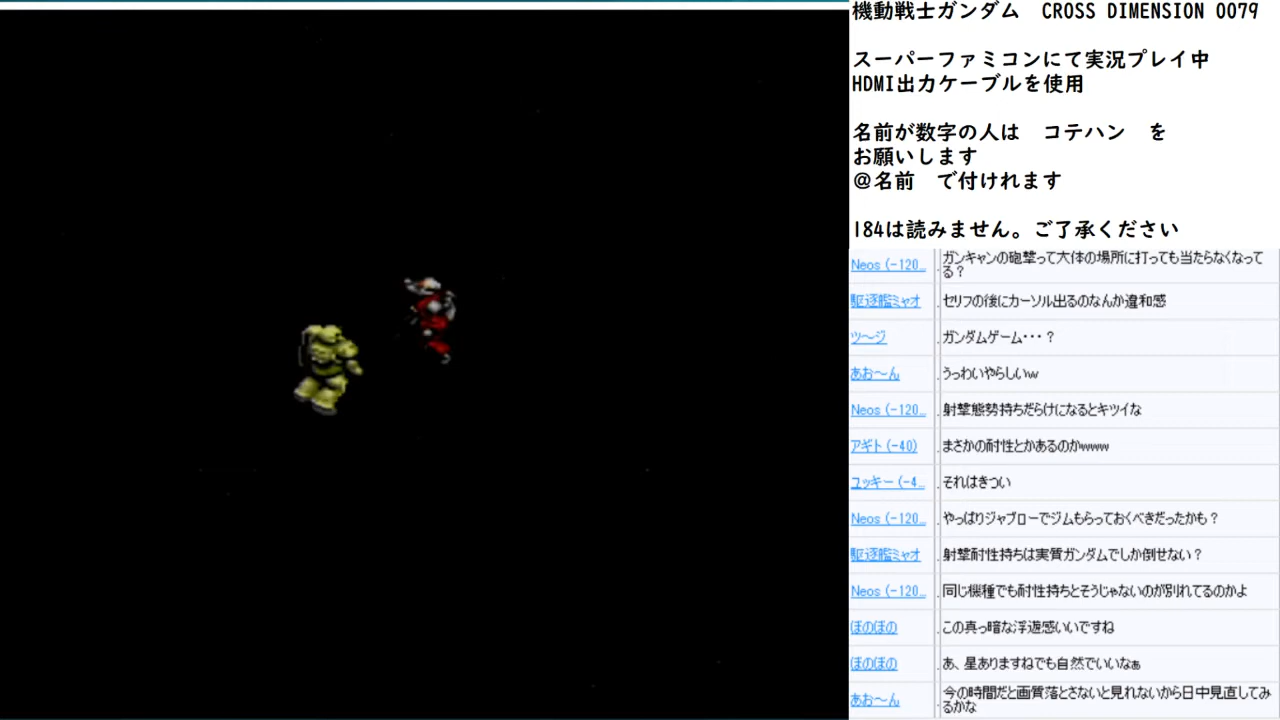 機動戦士ガンダム　CROSS DIMENSION 0079
スーパーファミコンにて実況プレイ中
HDMI出力ケーブルを使用
名前が数字の人は　コテハン　を
お願いします
@名前　で付けれます
184は読みません。ご了承ください
Neos (-120... ガンキャンの砲撃って大体の場所に打っても当たらなくなって
る?
駆逐艦ミャオ セリフの後にカーソル出るのなんか違和感
ツ〜ジ ガンダムゲーム・・・?
あお〜ん うっわいやらしいw
Neos (-120... 射撃態勢持ちだらけになるとキツイな
アギト (-40) まさかの耐性とかあるのかwwww
ユッキー (-4... それはきつい
Neos (-120... やっぱりジャブローでジムもらっておくべきだったかも?
駆逐艦ミャオ 射撃耐性持ちは実質ガンダムでしか倒せない?
Neos (-120... 同じ機種でも耐性持ちとそうじゃないのが別れてるのかよ
ぼのぼの この真っ暗な浮遊感いいですね
ぼのぼの あ、星ありますねでも自然でいいなぁ
あお〜ん 今の時間だと画質落とさないと見れないから日中見直してみ
るかな